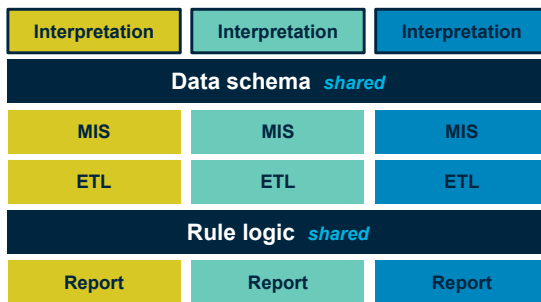 Interpretation Interpretation Interpretation
Data schema shared
MIS MIS MIS
ETL ETL ETL
Rule logic shared
Report Report Report